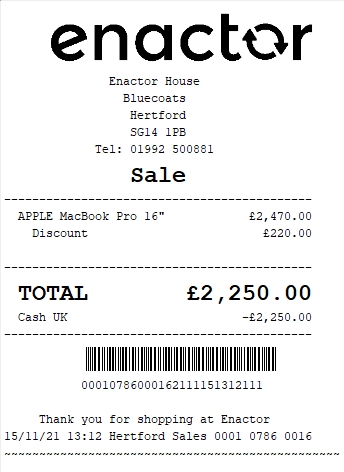 enactor
Enactor House
Bluecoats
Hertford
SG14 1PB
Tel: 01992 500881
Sale
APPLE MacBook Pro 16" £2,470.00
Discount £220.00
TOTAL £2,250.00
Cash UK -£2,250.00
00010786000162111151312111
Thank you for shopping at Enactor
15/11/21 13:12 Hertford Sales 0001 0786 0016